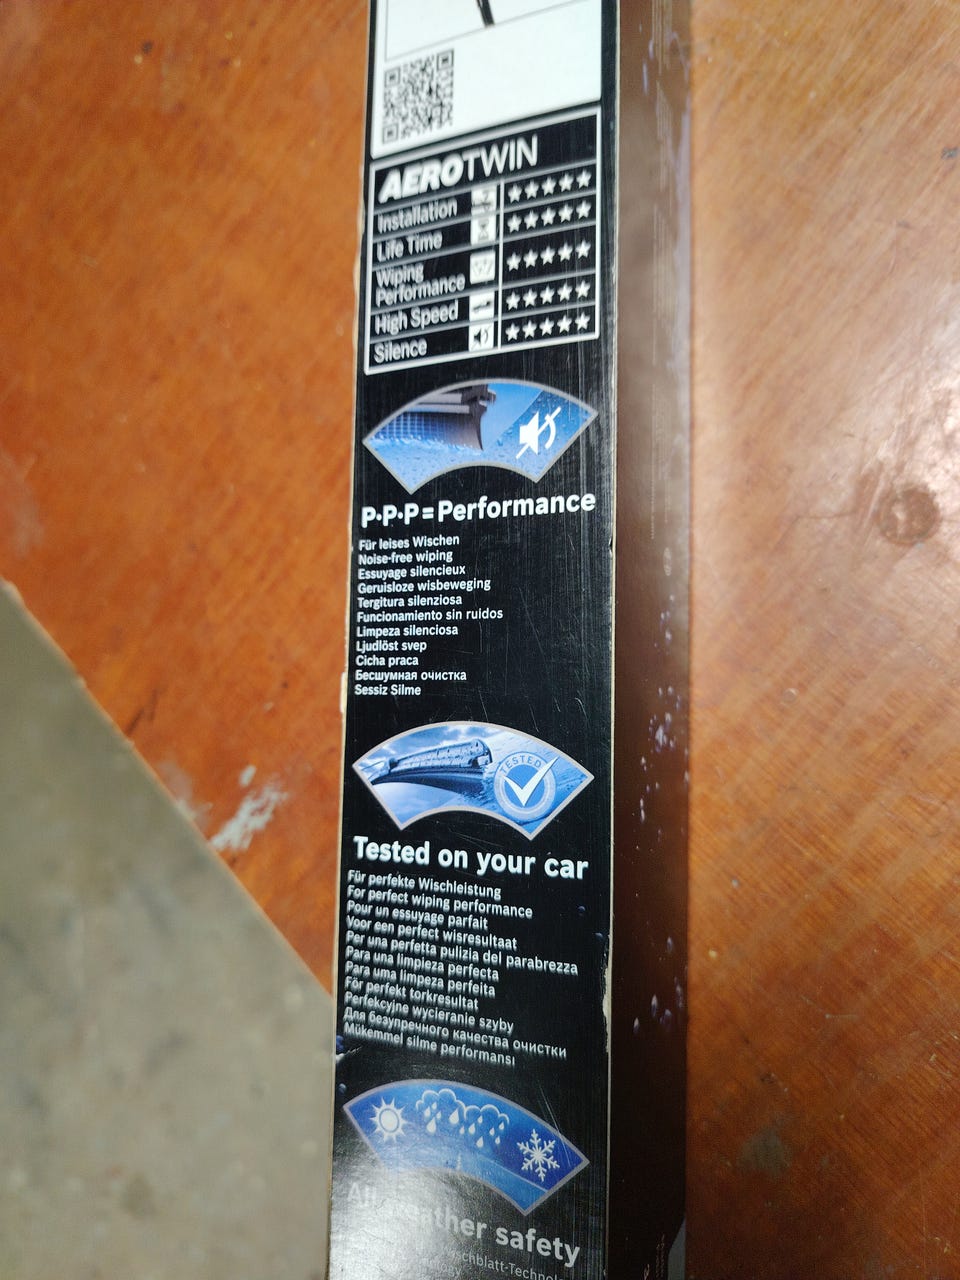 AEROTWIN
Installation ★★★★★
Life Time ★★★★★
Wiping
Performance ★★★★★
High Speed ★★★★★
Silence ★★★★★
P·P·P=Performance
Für leises Wischen
Noise-free wiping
Essuyage silencieux
Geruisloze wisbeweging
Tergitura silenziosa
Funcionamiento sin ruidos
Limpeza silenciosa
Ljudlöst svep
Cicha praca
Бесшумная очистка
Sessiz Silme
TESTED
Tested on your car
Für perfekte Wischleistung
For perfect wiping performance
Pour un essuyage parfait
Voor een perfect wisresultaat
Per una perfetta pulizia del parabrezza
Para una limpieza perfecta
Para uma limpeza perfeita
För perfekt torkresultat
Perfekcyjne wycieranie szyby
Для безупречного качества очистки
Mükemmel silme performansı
All weather safety